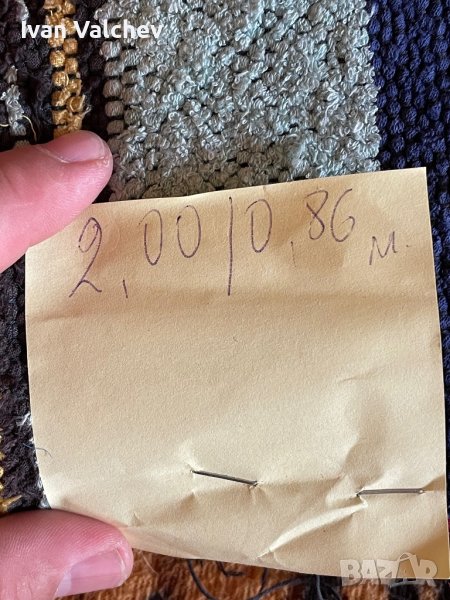 Ivan Valchev
2,00/0,86 м.
BAZAR